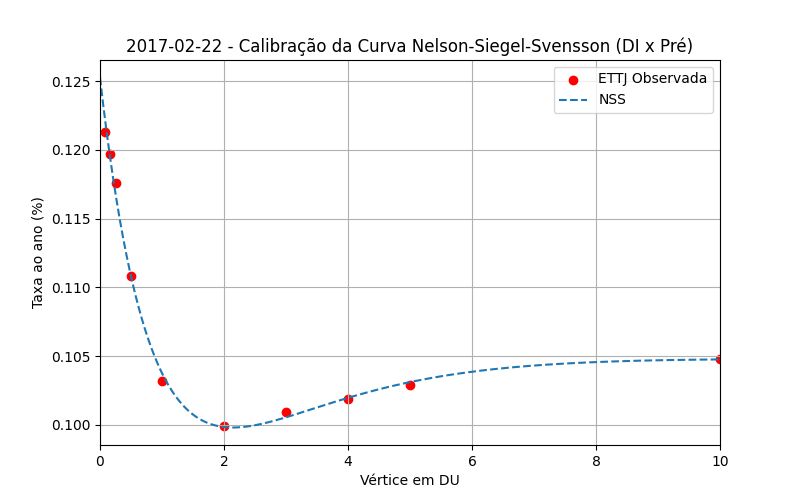 2017-02-22 - Calibração da Curva Nelson-Siegel-Svensson (DI x Pré)
ETTJ Observada
NSS
Taxa ao ano (%)
0.125
0.120
0.115
0.110
0.105
0.100
0 2 4 6 8 10
Vértice em DU